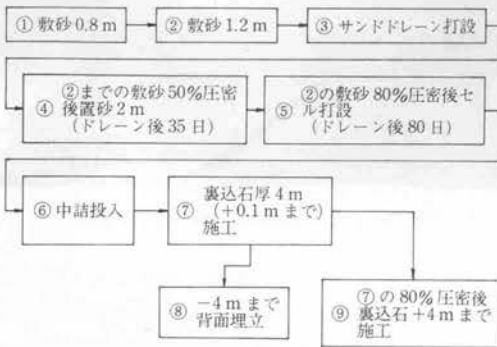 ① 敷砂 0.8 m
② 敷砂 1.2 m
③ サンドドレーン打設
④ ②までの敷砂 50%圧密
後置砂 2 m
(ドレーン後 35 日)
⑤ ②の敷砂 80%圧密後セ
ル打設
(ドレーン後 80 日)
⑥ 中詰投入
⑦ 裏込石厚 4 m
(+0.1 m まで)
施工
⑧ -4 m まで
背面埋立
⑨ ⑦の 80%圧密後
裏込石+4 m まで
施工